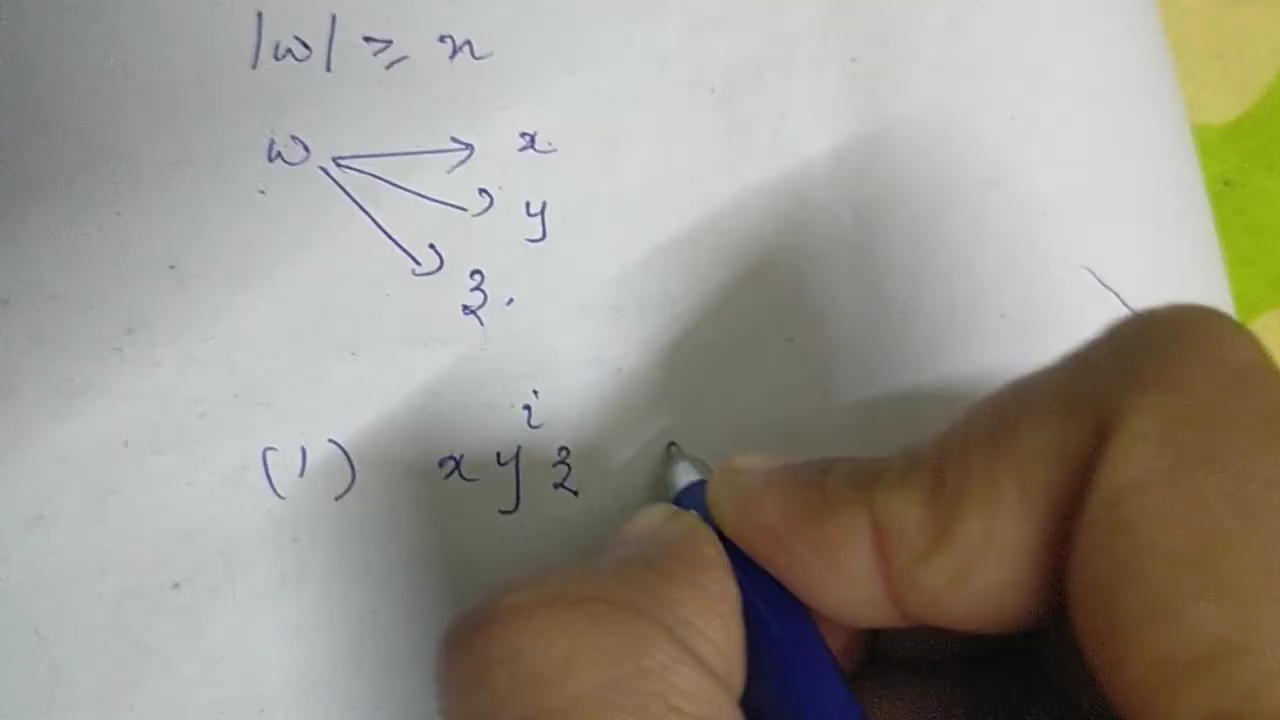 |w| ≥ n
w x.
y
z.
(1) x y^i z